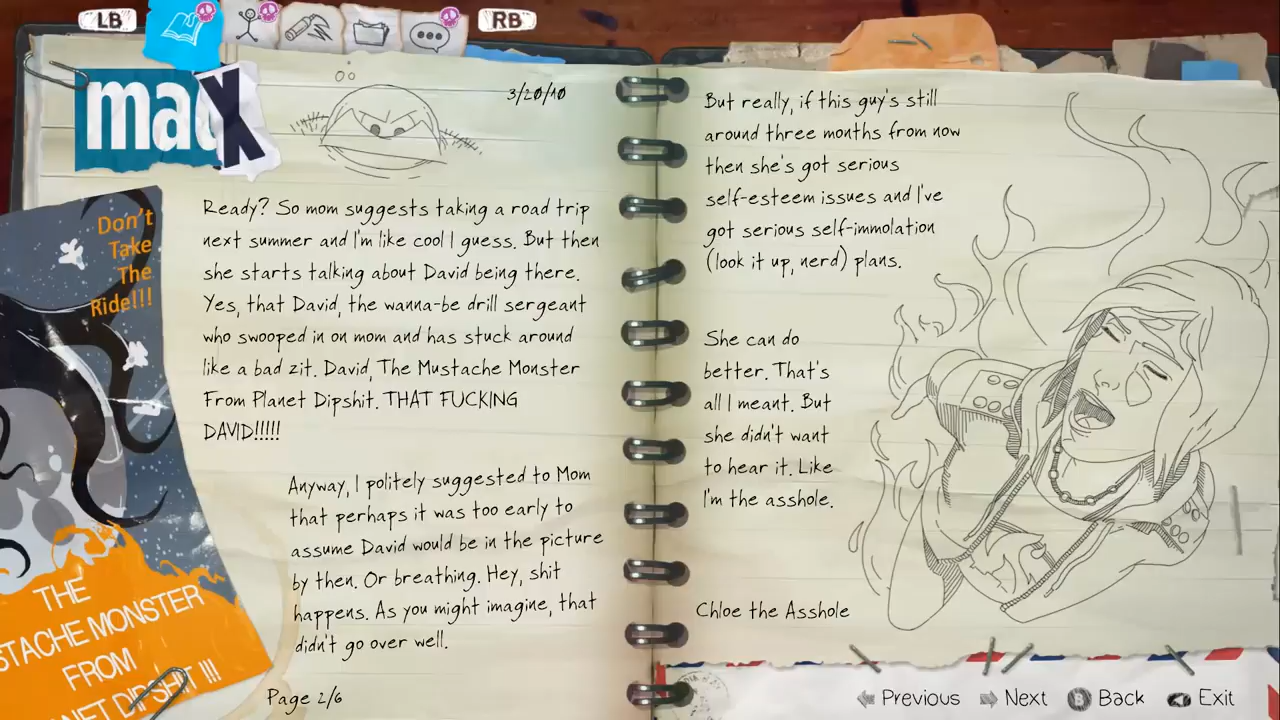 LB
RB
maX
3/20/10
Ready? So mom suggests taking a road trip
next summer and I'm like cool I guess. But then
she starts talking about David being there.
Yes, that David, the wanna-be drill sergeant
who swooped in on mom and has stuck around
like a bad zit. David, The Mustache Monster
From Planet Dipshit. THAT FUCKING
DAVID!!!!!
Anyway, I politely suggested to Mom
that perhaps it was too early to
assume David would be in the picture
by then. Or breathing. Hey, shit
happens. As you might imagine, that
didn't go over well.
Page 2/6
Don't
Take
The
Ride!!!
THE
STACHE MONSTER
FROM
NET DIPSHIT !!!
But really, if this guy's still
around three months from now
then she's got serious
self-esteem issues and I've
got serious self-immolation
(look it up, nerd) plans.
She can do
better. That's
all I meant. But
she didn't want
to hear it. Like
I'm the asshole.
Chloe the Asshole
Previous Next B Back Exit